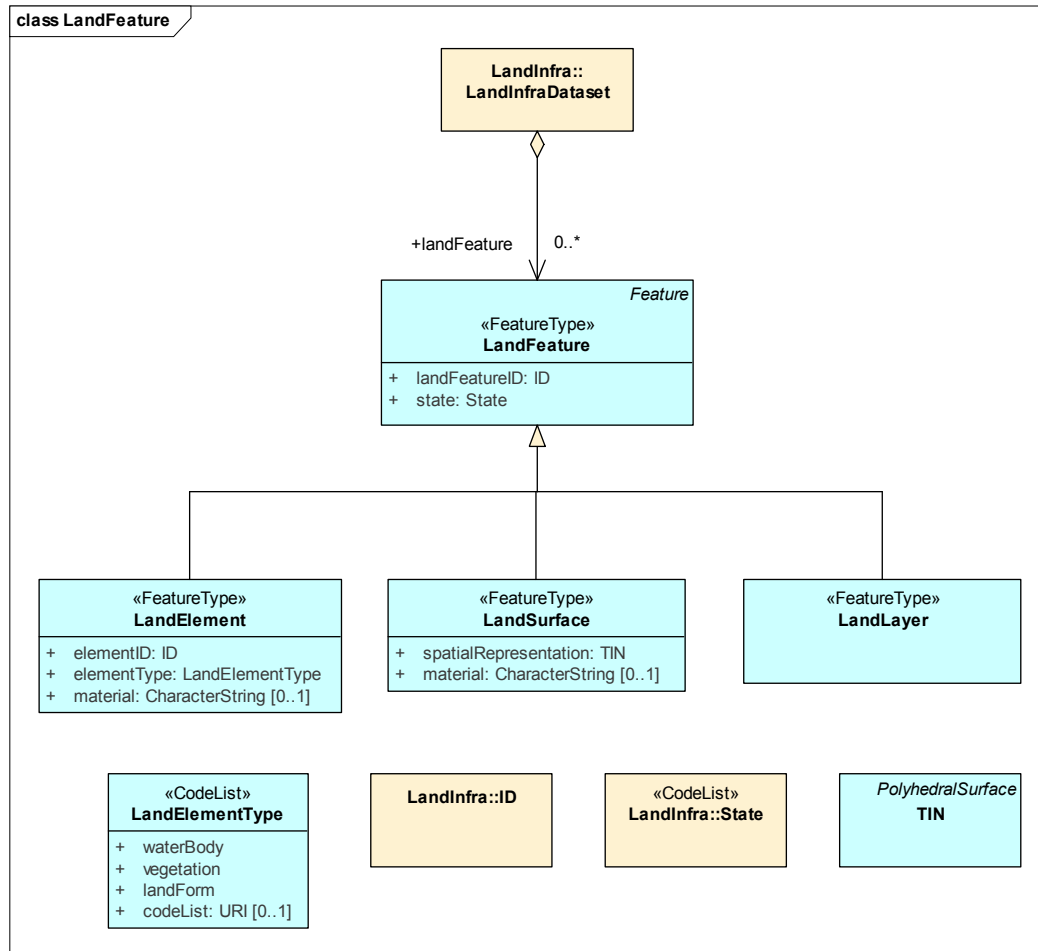 class LandFeature
LandInfra::
LandInfraDataset
+landFeature 0..*
Feature
«FeatureType»
LandFeature
+ landFeatureID: ID
+ state: State
«FeatureType»
LandElement
+ elementID: ID
+ elementType: LandElementType
+ material: CharacterString [0..1]
«FeatureType»
LandSurface
+ spatialRepresentation: TIN
+ material: CharacterString [0..1]
«FeatureType»
LandLayer
«CodeList»
LandElementType
+ waterBody
+ vegetation
+ landForm
+ codeList: URI [0..1]
LandInfra::ID
«CodeList»
LandInfra::State
PolyhedralSurface
TIN